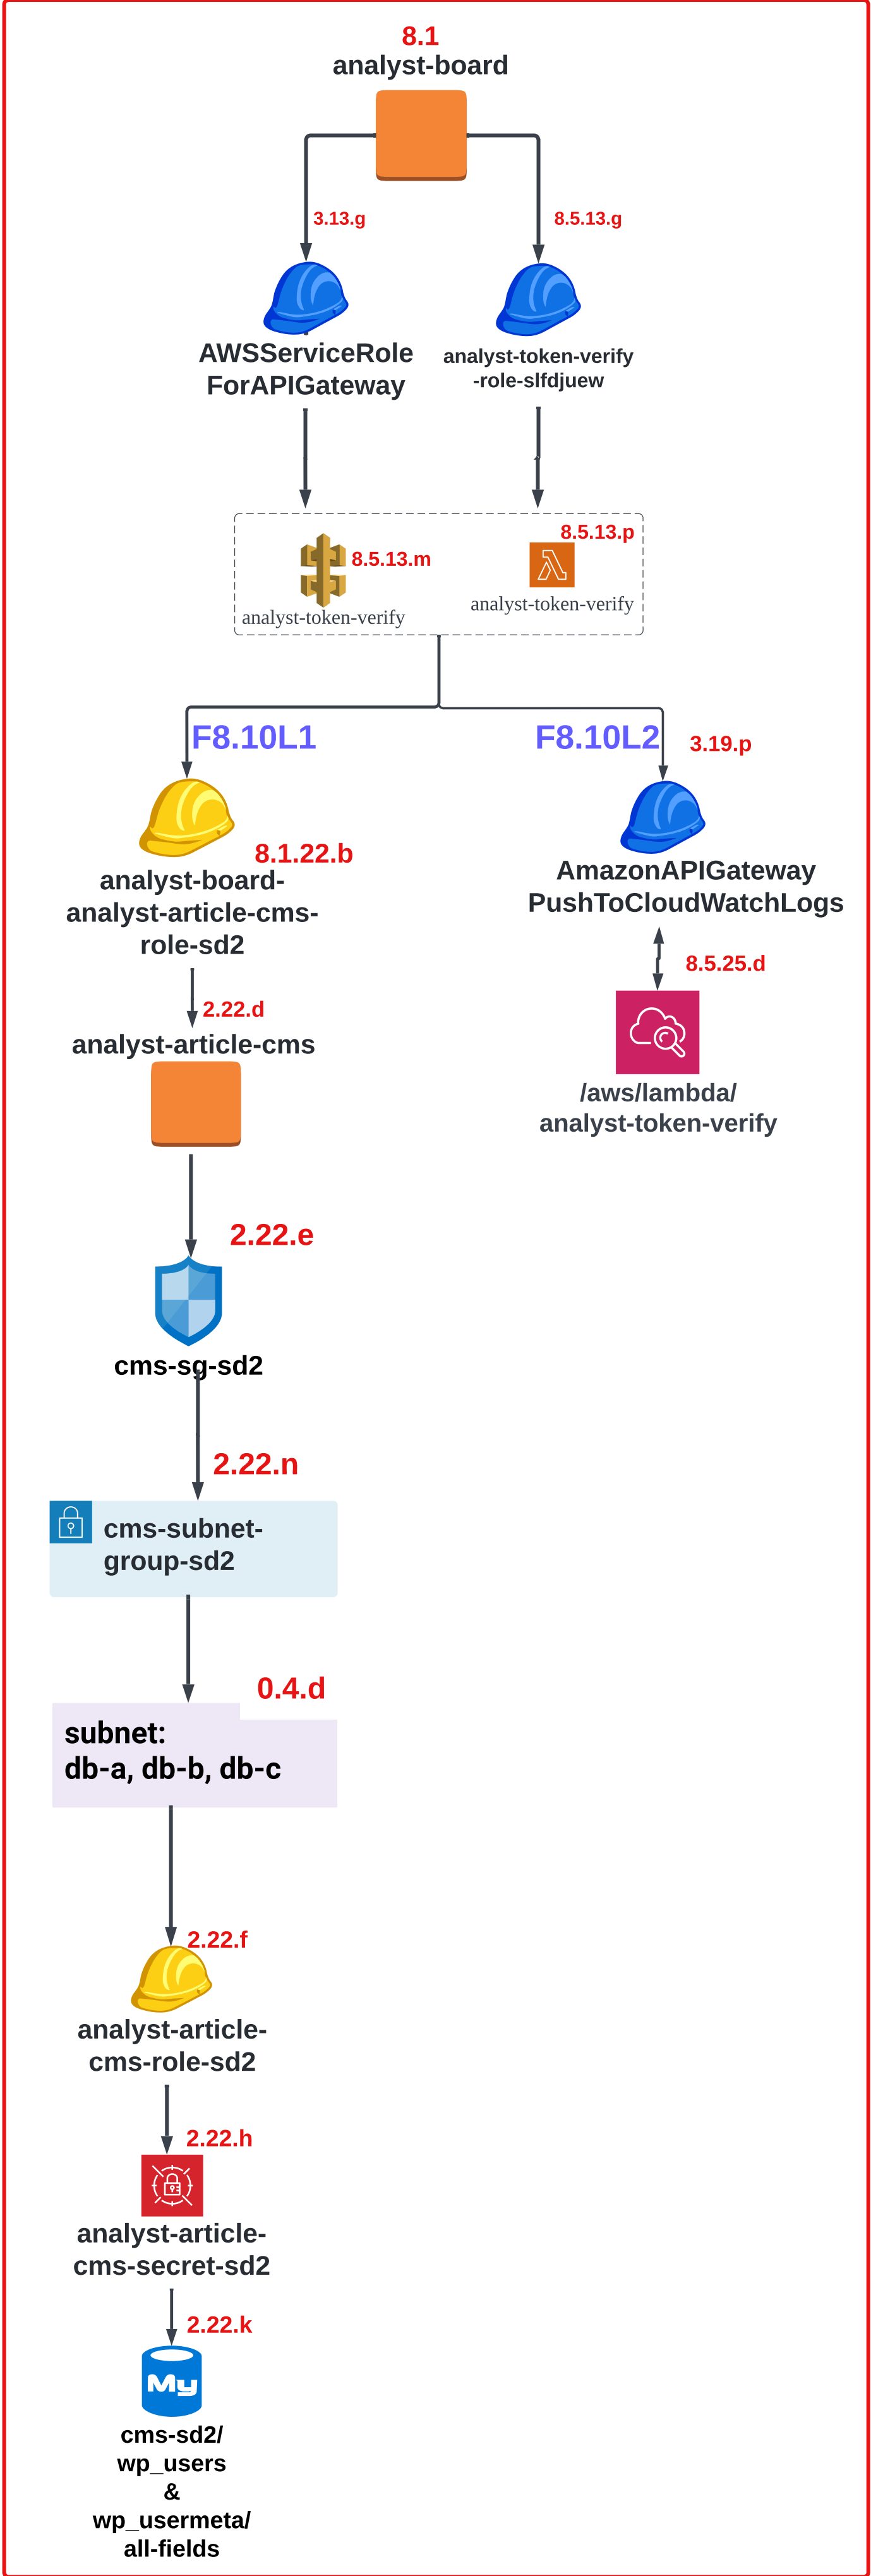 8.1
analyst-board
3.13.g
8.5.13.g
AWSServiceRole
ForAPIGateway
analyst-token-verify
-role-slfdjuew
8.5.13.m
analyst-token-verify
8.5.13.p
analyst-token-verify
F8.10L1
F8.10L2
3.19.p
8.1.22.b
analyst-board-
analyst-article-cms-
role-sd2
AmazonAPIGateway
PushToCloudWatchLogs
8.5.25.d
/aws/lambda/
analyst-token-verify
2.22.d
analyst-article-cms
2.22.e
cms-sg-sd2
2.22.n
cms-subnet-
group-sd2
0.4.d
subnet:
db-a, db-b, db-c
2.22.f
analyst-article-
cms-role-sd2
2.22.h
analyst-article-
cms-secret-sd2
2.22.k
My
cms-sd2/
wp_users
&
wp_usermeta/
all-fields